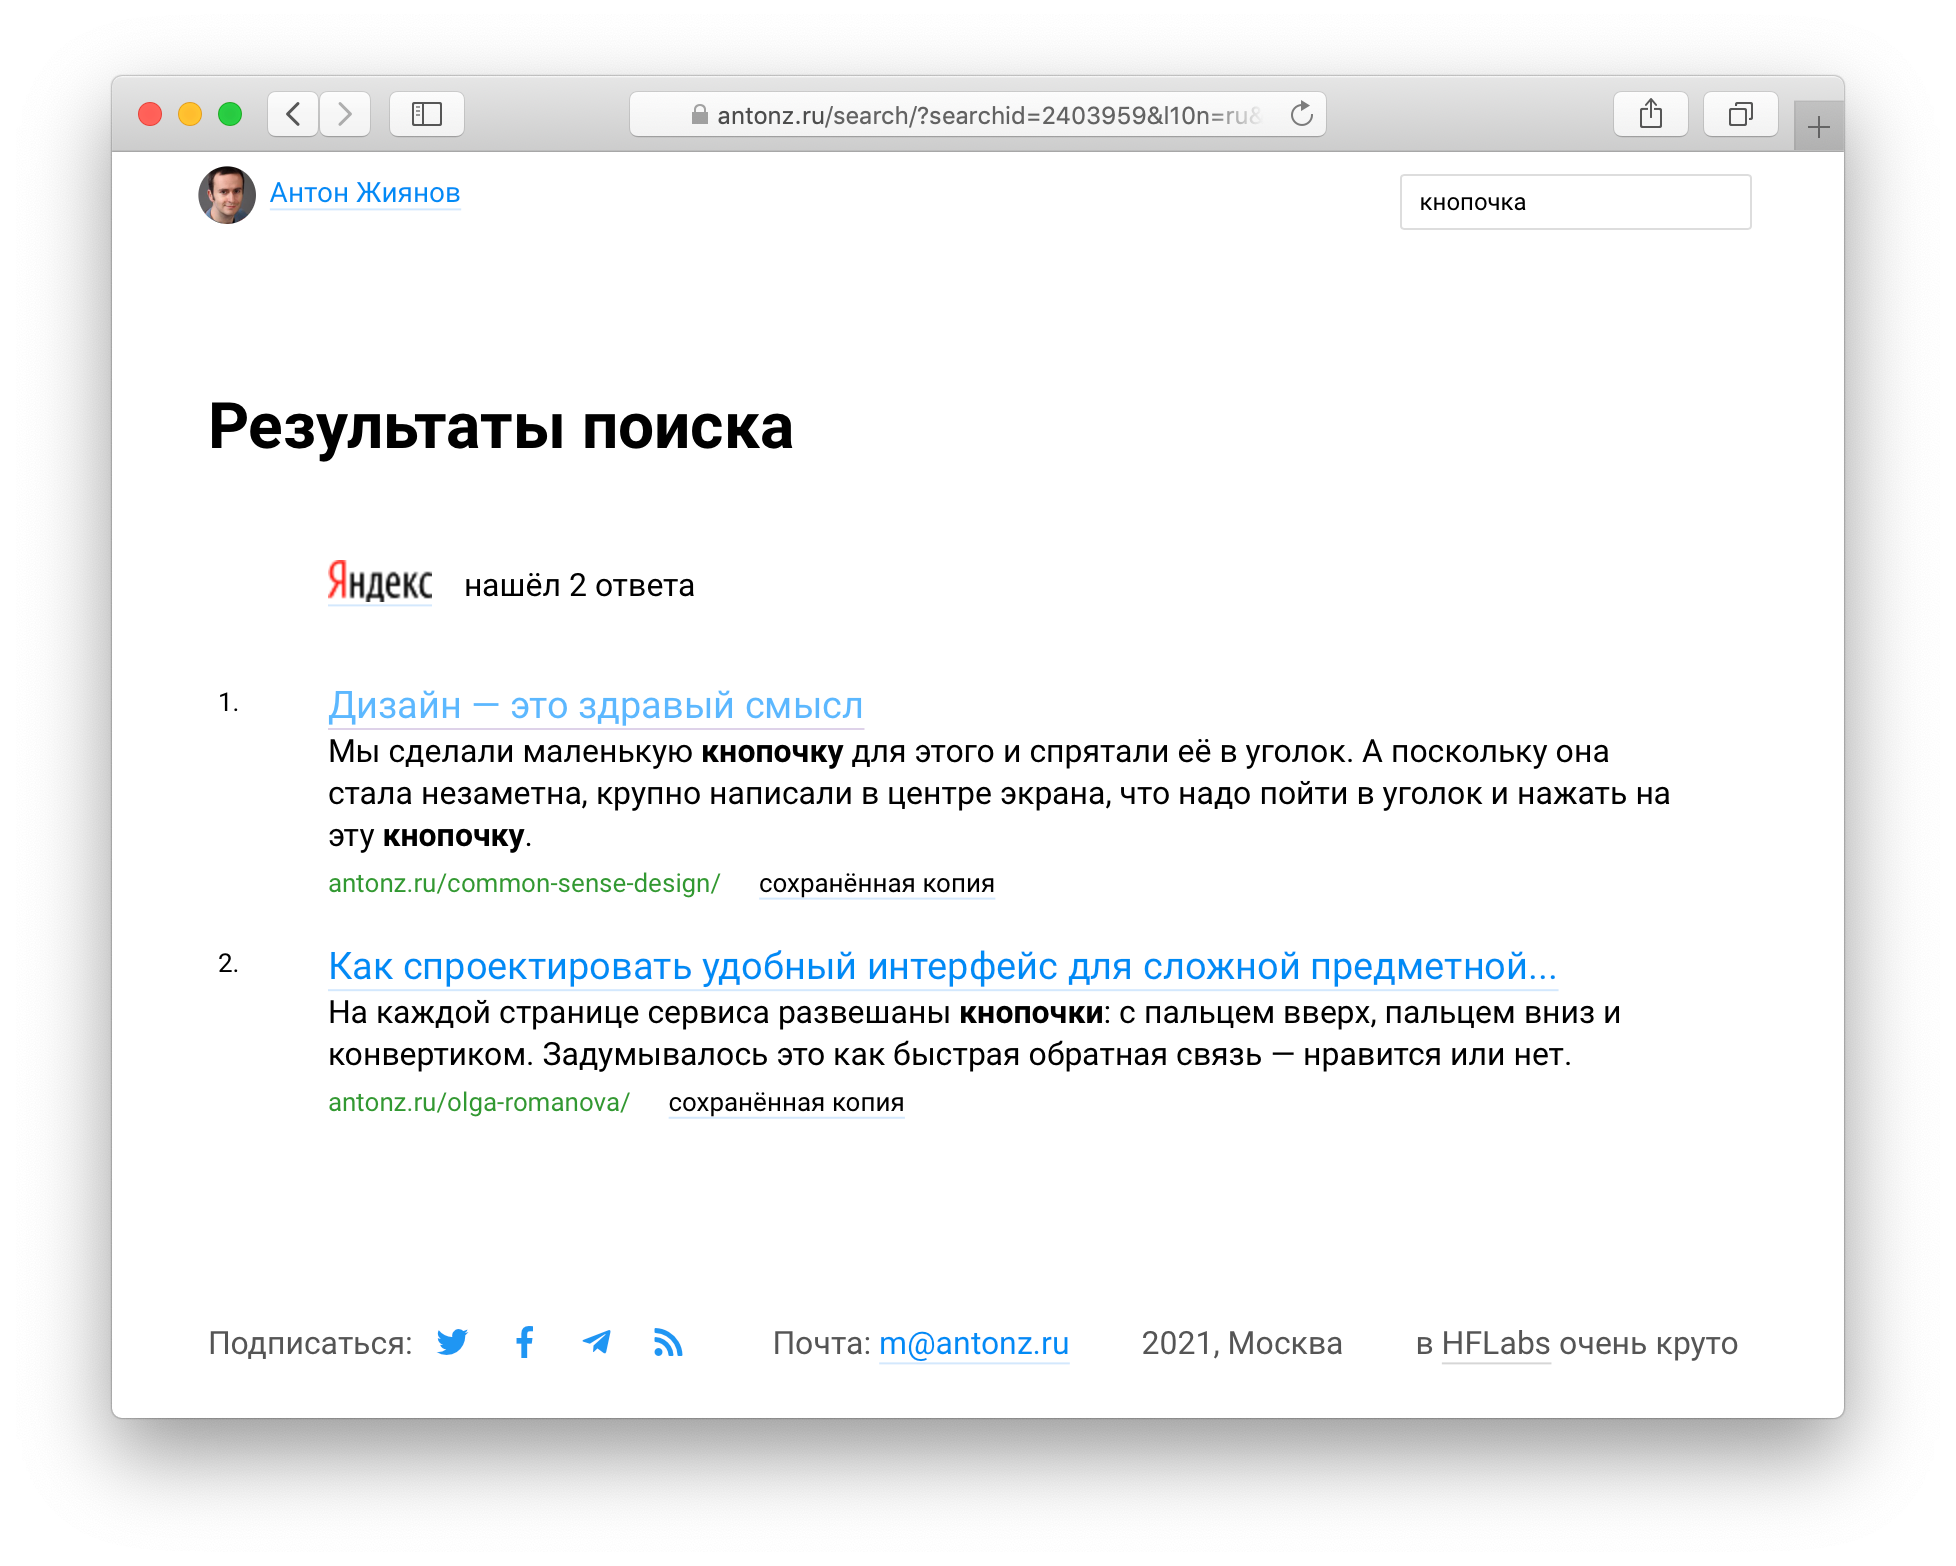 antonz.ru/search/?searchid=2403959&l10n=ru&
Антон Жиянов
кнопочка
Результаты поиска
Яндекс нашёл 2 ответа
1. Дизайн — это здравый смысл
Мы сделали маленькую кнопочку для этого и спрятали её в уголок. А поскольку она
стала незаметна, крупно написали в центре экрана, что надо пойти в уголок и нажать на
эту кнопочку.
antonz.ru/common-sense-design/ сохранённая копия
2. Как спроектировать удобный интерфейс для сложной предметной...
На каждой странице сервиса развешаны кнопочки: с пальцем вверх, пальцем вниз и
конвертиком. Задумывалось это как быстрая обратная связь — нравится или нет.
antonz.ru/olga-romanova/ сохранённая копия
Подписаться: Почта: m@antonz.ru 2021, Москва в HFLabs очень круто